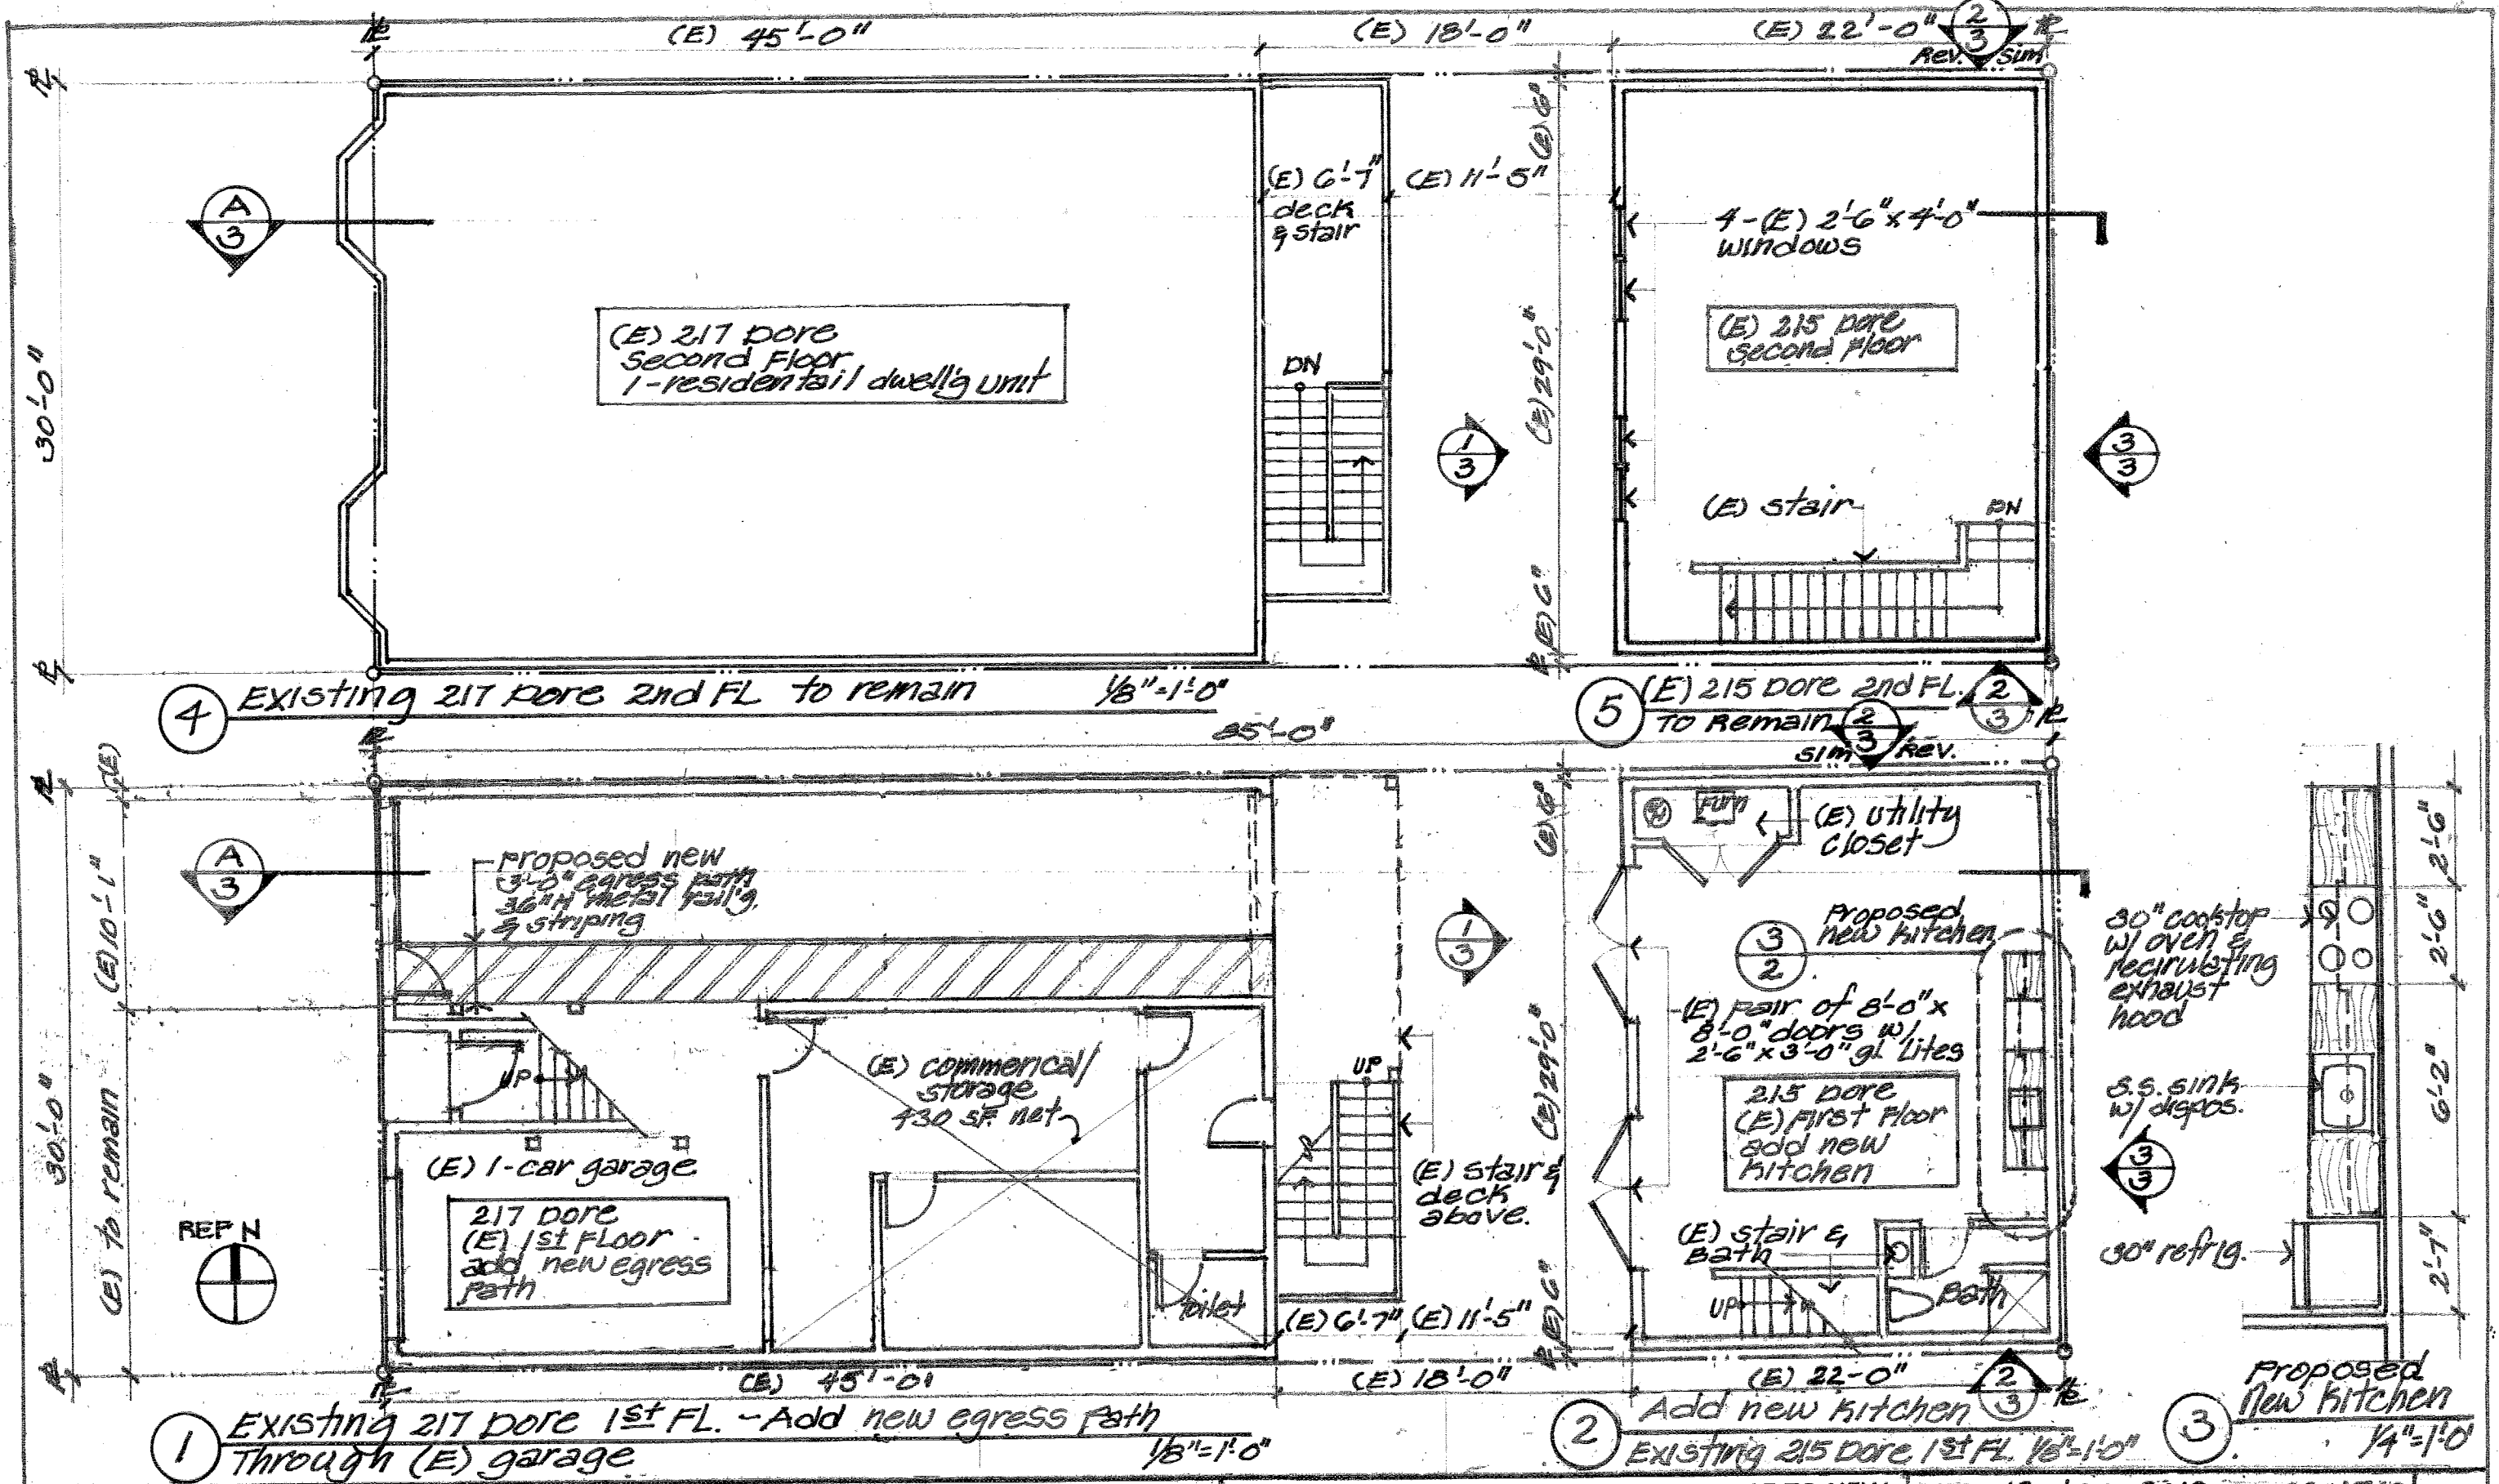 (E) 45'-0"
(E) 18'-0"
(E) 22'-0"
2
3
Rev. Sim
30'-0"
A
3
(E) 6'-7"
deck
& stair
(E) 11'-5"
(E) 6"
(E) 29'-0"
(E) 6"
4-(E) 2'-6" x 4'-0"
windows
(E) 217 Dore
Second Floor
1-residentail dwell'g unit
(E) 215 Dore
Second Floor
DN
1
3
3
3
(E) stair
DN
4
Existing 217 Dore 2nd FL to remain
1/8"=1'-0"
5
(E) 215 Dore 2nd FL.
To Remain
2
3
2
3
sim Rev.
85'-0"
(E)
(E) 10'-1"
(E) to remain
30'-0"
A
3
proposed new
3'-0" egress path
36"H metal rail'g.
& striping
(E) 6"
(E) 29'-0"
(E) 6"
1
3
Furn
(E) utility
closet
Proposed
new kitchen
3
2
(E) pair of 8'-0" x
8'-0" doors w/
2'-6" x 3'-0" gl. Lites
215 Dore
(E) First Floor
add new
kitchen
UP
(E) commerical/
storage
430 SF. net
UP
(E) 1-car garage
217 Dore
(E) 1st Floor
add new egress
path
(E) stair &
deck
above.
(E) stair &
Bath
UP
Bath
toilet
REF N
(E) 6'-7"
(E) 11'-5"
(E) 45'-0"
(E) 18'-0"
(E) 22-0"
2
3
30" cooktop
w/ oven &
recirulating
exhaust
hood
s.s. sink
w/ dispos.
3
3
30" refrig.
2'-6"
2'-6"
6'-2"
2'-7"
1
Existing 217 Dore 1st FL. - Add new egress Path
Through (E) garage
1/8"=1'-0"
2
Add new kitchen
Existing 215 Dore 1st FL. 1/8"=1'-0"
3
Proposed
New Kitchen
1/4"=1'-0"